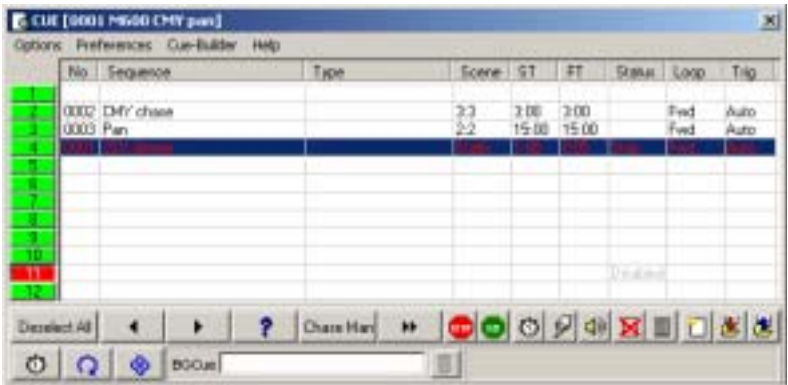 CUE [0001 M600 CMY pan]
Options Preferences Cue-Builder Help
No Sequence Type Scene ST FT Status Loop Trig
1
2 0002 CMY chase 3:3 3:00 3:00 Fwd Auto
3 0003 Pan 2:2 15:00 15:00 Fwd Auto
4
5
6
7
8
9
10
11 Disabled
12
Deselect All ? Chase Man
BGCue